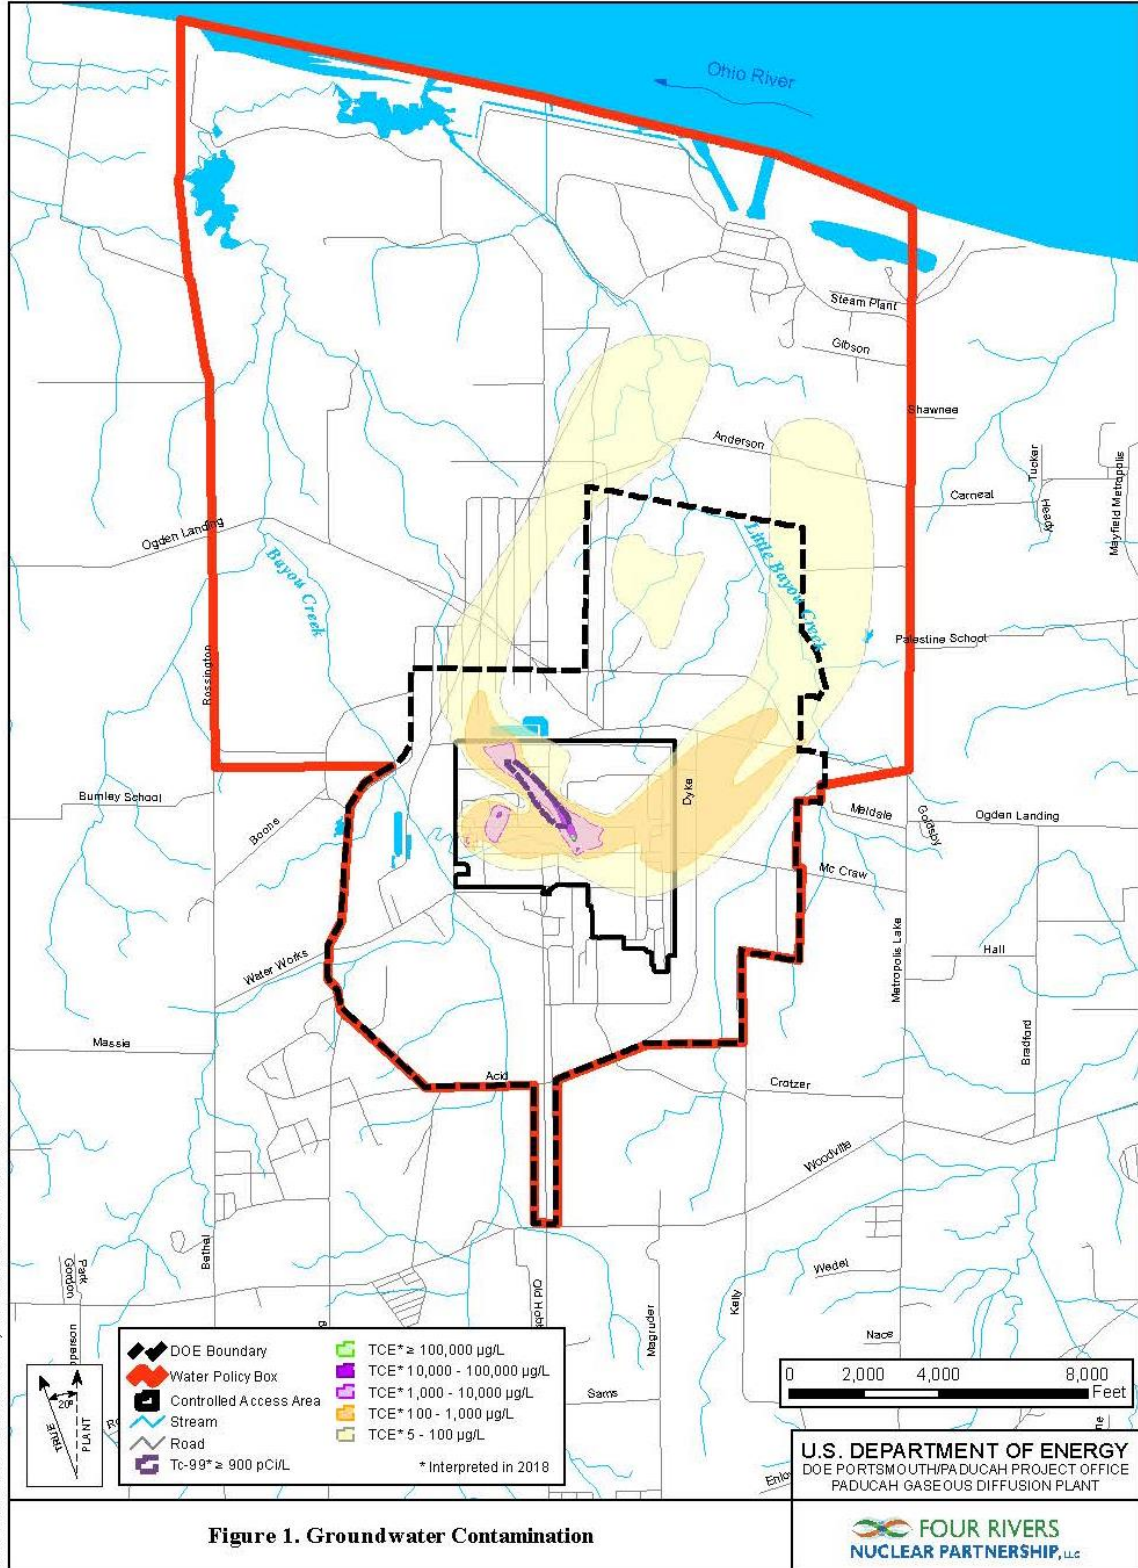 Ohio River
Steam Plant
Gibson
Shawnee
Anderson
Tucker
Carneal
Heady
Mayfield Metropolis
Ogden Landing
Bayou Creek
Little Bayou Creek
Palestine School
Rossington
Dyke
Bumley School
Boone
Meldale
Goldsby
Ogden Landing
Mc Craw
Water Works
Metropolis Lake
Hall
Massie
Bradford
Acid
Crotzer
Woodville
Bethel
Park
Gordon
Wedel
Old Hobb
Magruder
Kelly
Nace
Sams
DOE Boundary
Water Policy Box
Controlled Access Area
Stream
Road
Tc-99* ≥ 900 pCi/L
TCE* ≥ 100,000 µg/L
TCE* 10,000 - 100,000 µg/L
TCE* 1,000 - 10,000 µg/L
TCE* 100 - 1,000 µg/L
TCE* 5 - 100 µg/L
* Interpreted in 2018
20°
TRUE
PLANT
0 2,000 4,000 8,000
Feet
U.S. DEPARTMENT OF ENERGY
DOE PORTSMOUTH/PADUCAH PROJECT OFFICE
PADUCAH GASEOUS DIFFUSION PLANT
Figure 1. Groundwater Contamination
FOUR RIVERS
NUCLEAR PARTNERSHIP, LLC